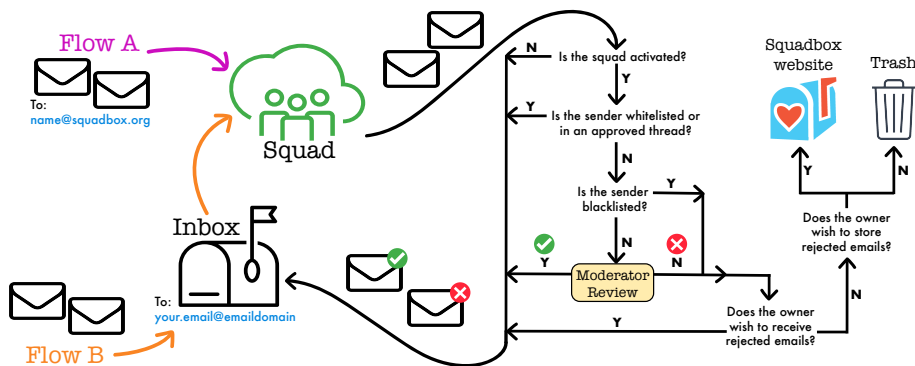 Flow A
To:
name@squadbox.org
Squad
Inbox
To:
your.email@emaildomain
Flow B
N
Is the squad activated?
Y
Y
Is the sender whitelisted or
in an approved thread?
N
Is the sender
blacklisted?
Y
N
Y
Moderator
Review
N
Y
Does the owner
wish to receive
rejected emails?
N
Does the owner
wish to store
rejected emails?
Y
N
Squadbox
website
Trash